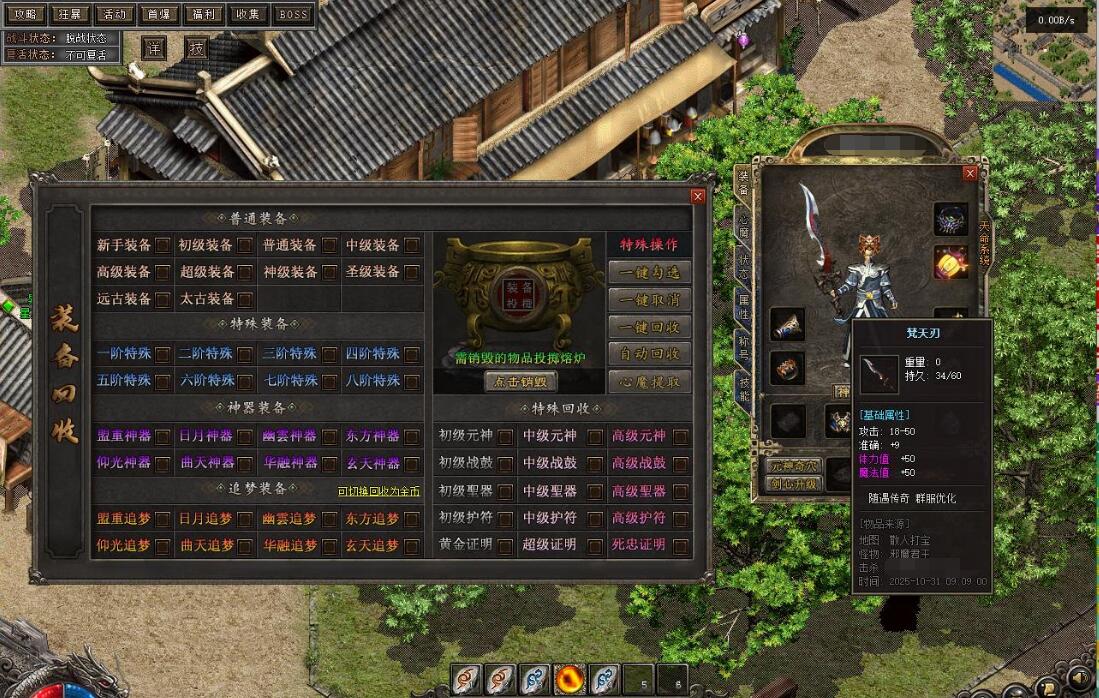 攻略 狂暴 活动 首爆 福利 收集 BOSS
战斗状态： 脱战状态
复活状态： 不可复活
详 技
0.00B/s
装备回收
普通装备
新手装备 初级装备 普通装备 中级装备
高级装备 超级装备 神级装备 圣级装备
远古装备 太古装备
特殊装备
一阶特殊 二阶特殊 三阶特殊 四阶特殊
五阶特殊 六阶特殊 七阶特殊 八阶特殊
神器装备
盟重神器 日月神器 幽雲神器 东方神器
仰光神器 曲天神器 华融神器 玄天神器
追梦装备 可切换回收为金币
盟重追梦 日月追梦 幽雲追梦 东方追梦
仰光追梦 曲天追梦 华融追梦 玄天追梦
装备投掷
需销毁的物品投掷熔炉
点击销毁
特殊操作
一键勾选
一键取消
一键回收
自动回收
心魔提取
特殊回收
初级元神 中级元神 高级元神
初级战鼓 中级战鼓 高级战鼓
初级聖器 中级聖器 高级聖器
初级护符 中级护符 高级护符
黄金证明 超级证明 死忠证明
装备
心魔
状态
属性
称号
技能
天命系统
神
元神奇穴
剑心升级
梵天刃
重量： 0
持久： 34/60
[基础属性]
攻击： 18-50
准确： +9
体力值 +50
魔法值 +50
随遇传奇 群服优化
[物品来源]
地图： 散人打宝
怪物： 邪魔君王
击杀：
时间： 2025-10-31 09:09:00
5 6